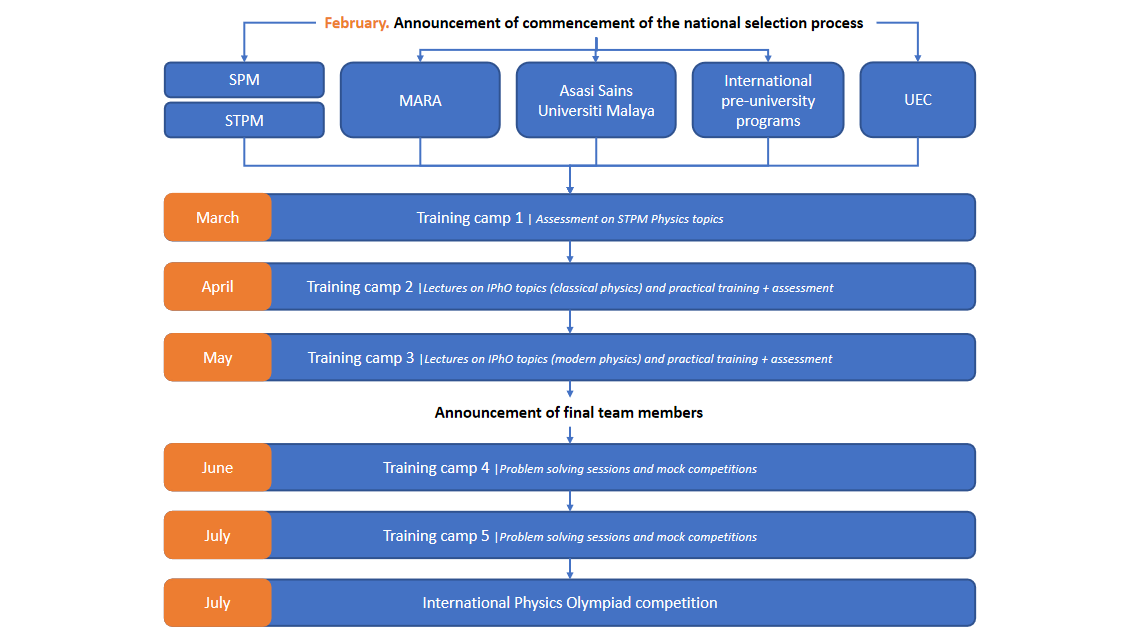 February. Announcement of commencement of the national selection process
SPM
STPM
MARA
Asasi Sains
Universiti Malaya
International
pre-university
programs
UEC
March
Training camp 1 | Assessment on STPM Physics topics
April
Training camp 2 |Lectures on IPhO topics (classical physics) and practical training + assessment
May
Training camp 3 |Lectures on IPhO topics (modern physics) and practical training + assessment
Announcement of final team members
June
Training camp 4 |Problem solving sessions and mock competitions
July
Training camp 5 |Problem solving sessions and mock competitions
July
International Physics Olympiad competition